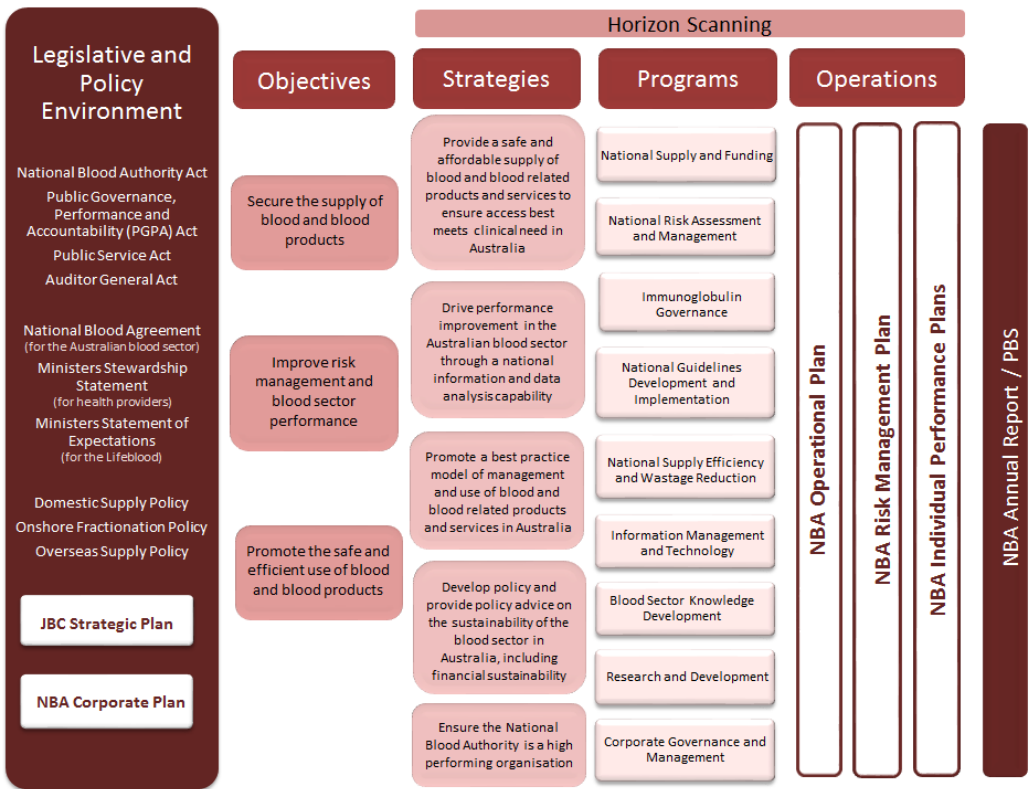 Horizon Scanning
Legislative and
Policy
Environment
National Blood Authority Act
Public Governance,
Performance and
Accountability (PGPA) Act
Public Service Act
Auditor General Act
National Blood Agreement
(for the Australian blood sector)
Ministers Stewardship
Statement
(for health providers)
Ministers Statement of
Expectations
(for the Lifeblood)
Domestic Supply Policy
Onshore Fractionation Policy
Overseas Supply Policy
JBC Strategic Plan
NBA Corporate Plan
Objectives
Secure the supply of
blood and blood
products
Improve risk
management and
blood sector
performance
Promote the safe and
efficient use of blood
and blood products
Strategies
Provide a safe and
affordable supply of
blood and blood related
products and services to
ensure access best
meets clinical need in
Australia
Drive performance
improvement in the
Australian blood sector
through a national
information and data
analysis capability
Promote a best practice
model of management
and use of blood and
blood related products
and services in Australia
Develop policy and
provide policy advice on
the sustainability of the
blood sector in
Australia, including
financial sustainability
Ensure the National
Blood Authority is a high
performing organisation
Programs
National Supply and Funding
National Risk Assessment
and Management
Immunoglobulin
Governance
National Guidelines
Development and
Implementation
National Supply Efficiency
and Wastage Reduction
Information Management
and Technology
Blood Sector Knowledge
Development
Research and Development
Corporate Governance and
Management
Operations
NBA Operational Plan
NBA Risk Management Plan
NBA Individual Performance Plans
NBA Annual Report / PBS